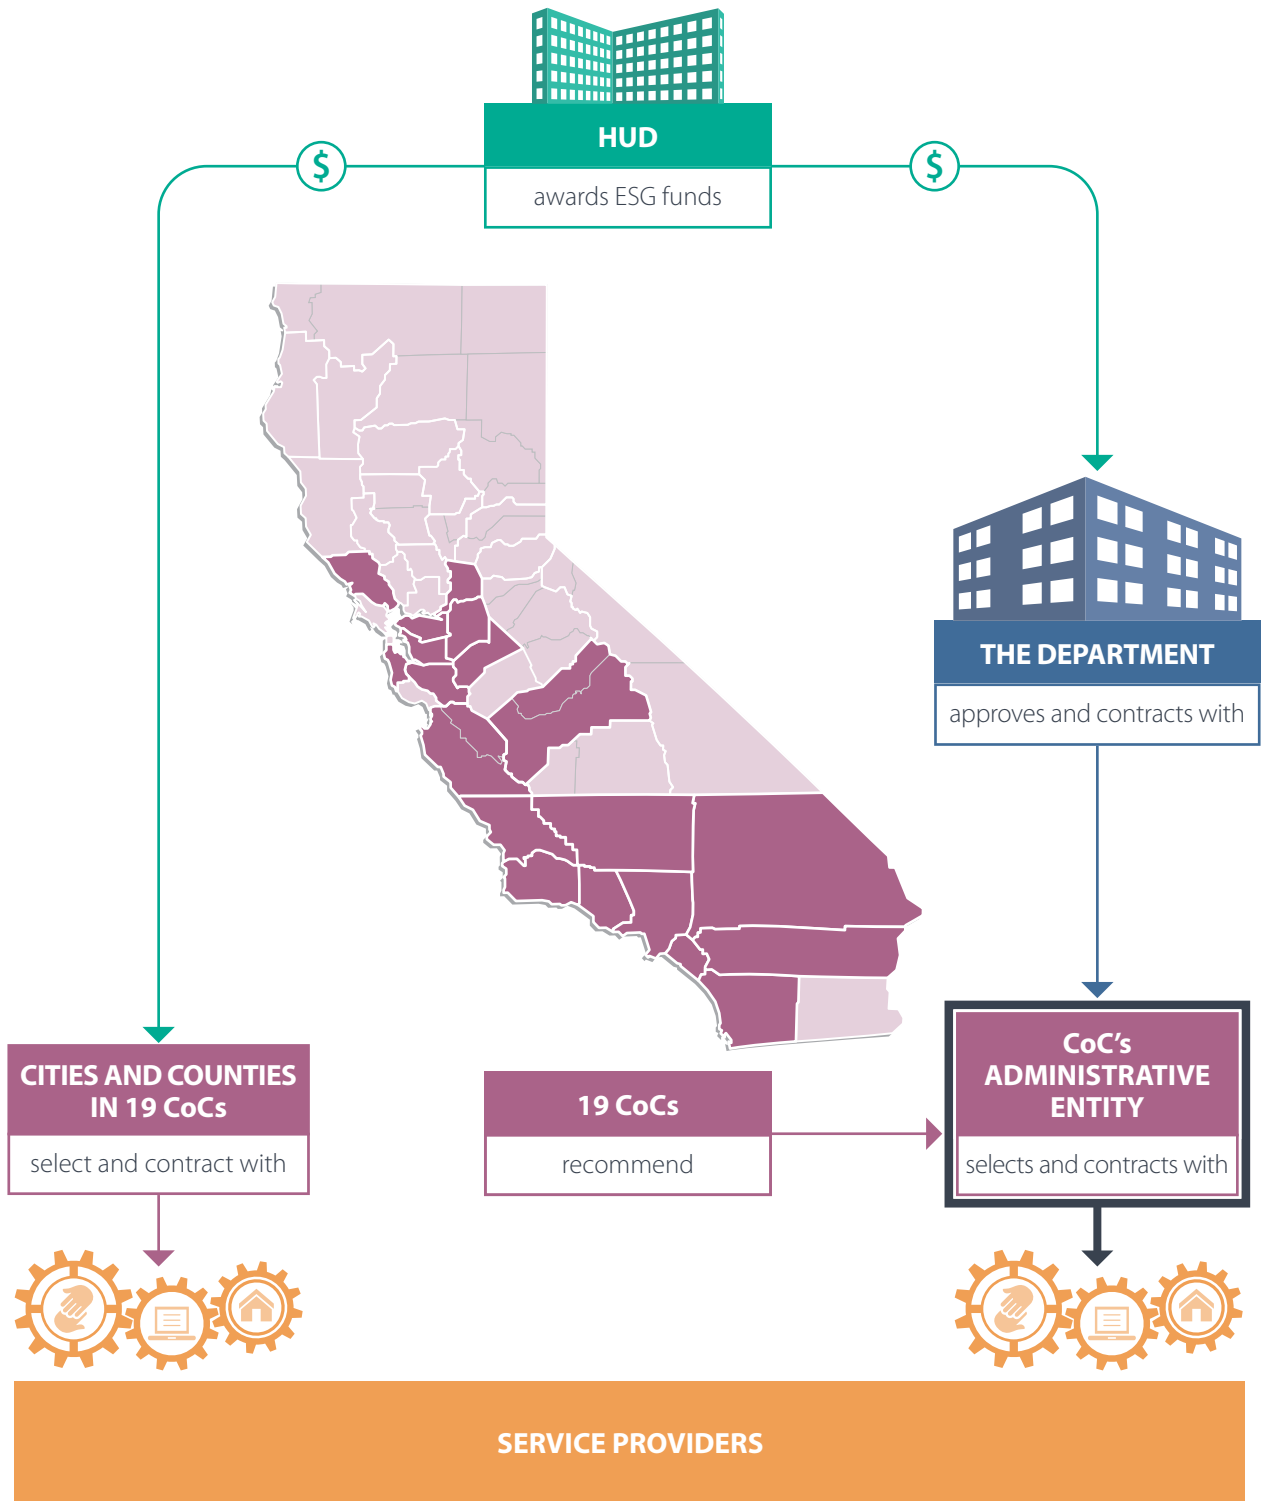 HUD
$
$
awards ESG funds
THE DEPARTMENT
approves and contracts with
CITIES AND COUNTIES
IN 19 CoCs
select and contract with
19 CoCs
recommend
CoC's
ADMINISTRATIVE
ENTITY
selects and contracts with
SERVICE PROVIDERS